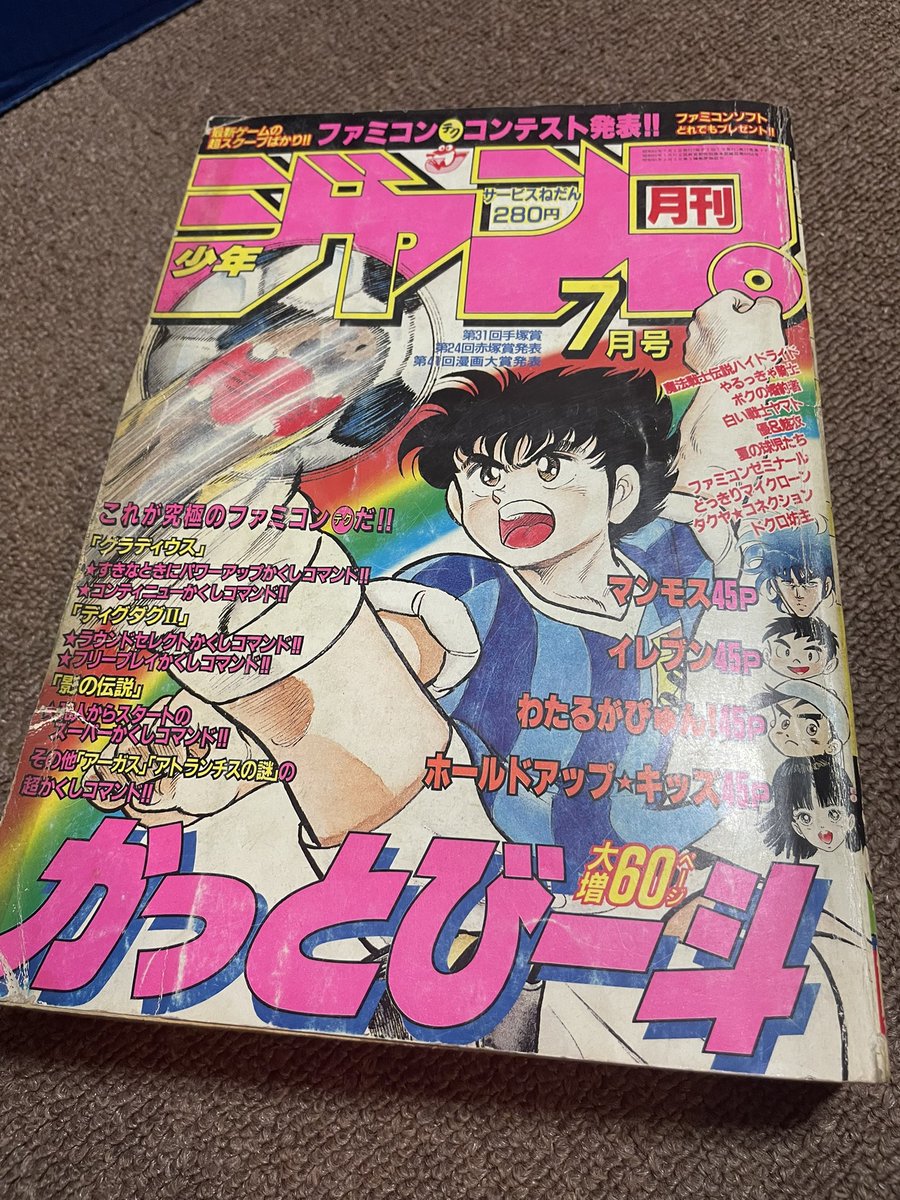 最新ゲームの
超スクープばかり!!
ファミコンテクコンテスト発表!!
ファミコンソフト
どれでもプレゼント!!
少年
ジャンプ
月刊
サービスねだん
280円
7月号
第31回手塚賞
第24回赤塚賞発表
漫画大賞発表
魔法戦士伝説ハイドライド
やるっきゃ騎士
ボクの婚約者
白い戦士ヤマト
優&魅衣
夏の球児たち
ファミコンゼミナール
どっきりマイクローン
タクヤ★コネクション
ドクロ坊主
これが究極のファミコンテクだ!!
「グラディウス」
★すきなときにパワーアップかくしコマンド!!
★コンティニューかくしコマンド!!
「ディグダグII」
★ラウンドセレクトかくしコマンド!!
★フリープレイかくしコマンド!!
「影の伝説」
からスタートの
スーパーかくしコマンド!!
その他「アーガス」「アトランチスの謎」の
超かくしコマンド!!
マンモス45P
イレブン45P
わたるがぴゅん!45P
ホールドアップ★キッズ45P
大増60ページ
かっとび一斗